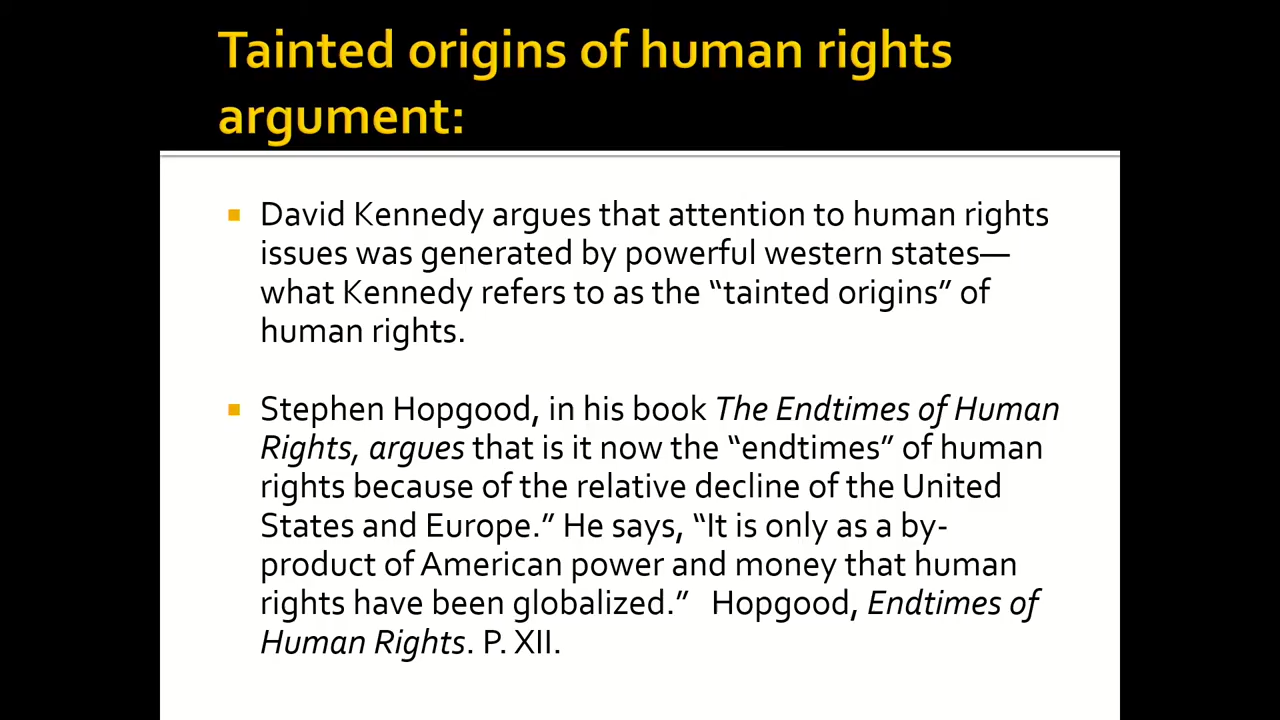 Tainted origins of human rights
argument:
▪ David Kennedy argues that attention to human rights
issues was generated by powerful western states—
what Kennedy refers to as the “tainted origins” of
human rights.
▪ Stephen Hopgood, in his book The Endtimes of Human
Rights, argues that is it now the “endtimes” of human
rights because of the relative decline of the United
States and Europe.” He says, “It is only as a by-
product of American power and money that human
rights have been globalized.” Hopgood, Endtimes of
Human Rights. P. XII.